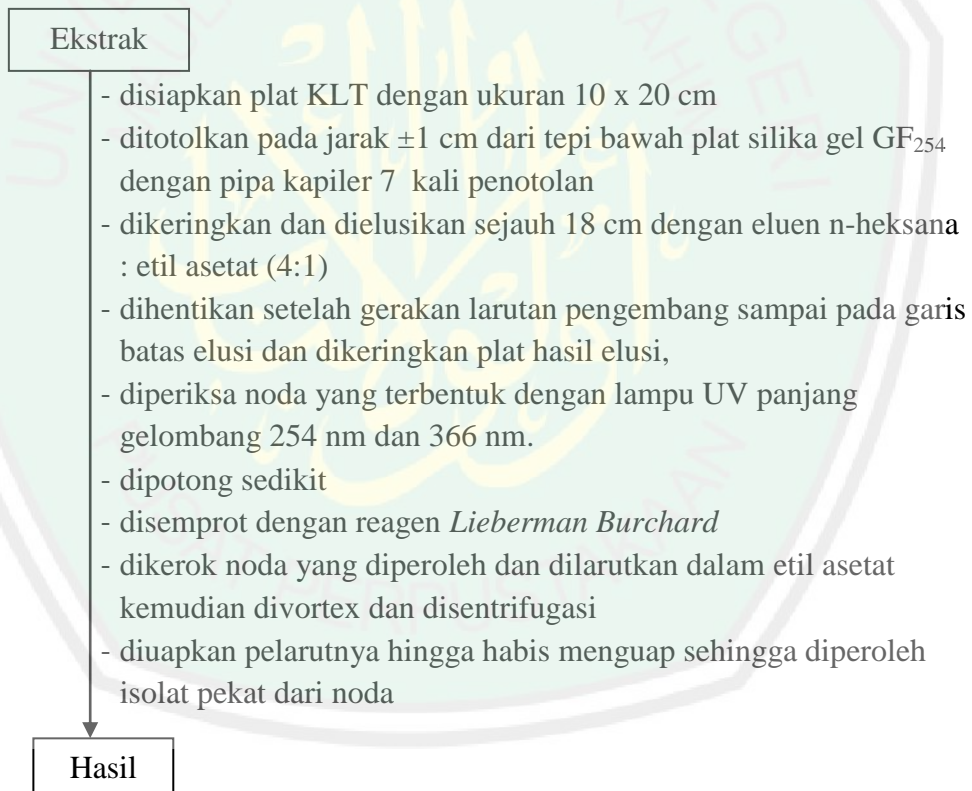 Ekstrak
- disiapkan plat KLT dengan ukuran 10 x 20 cm
- ditotolkan pada jarak ±1 cm dari tepi bawah plat silika gel GF254
dengan pipa kapiler 7 kali penotolan
- dikeringkan dan dielusikan sejauh 18 cm dengan eluen n-heksana
: etil asetat (4:1)
- dihentikan setelah gerakan larutan pengembang sampai pada garis
batas elusi dan dikeringkan plat hasil elusi,
- diperiksa noda yang terbentuk dengan lampu UV panjang
gelombang 254 nm dan 366 nm.
- dipotong sedikit
- disemprot dengan reagen Lieberman Burchard
- dikerok noda yang diperoleh dan dilarutkan dalam etil asetat
kemudian divortex dan disentrifugasi
- diuapkan pelarutnya hingga habis menguap sehingga diperoleh
isolat pekat dari noda
Hasil
PUSAT PERPUSTAKAAN